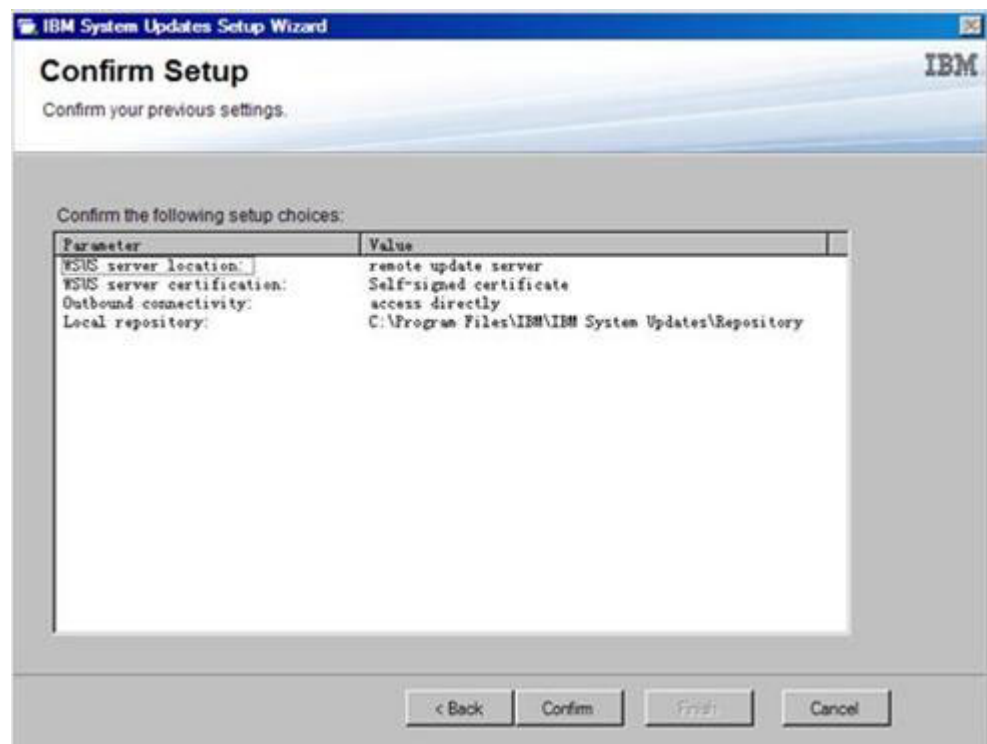 IBM System Updates Setup Wizard
Confirm Setup
IBM
Confirm your previous settings.
Confirm the following setup choices:
Parameter Value
WSUS server location: remote update server
WSUS server certification: Self-signed certificate
Outbound connectivity: access directly
Local repository: C:\Program Files\IBM\IBM System Updates\Repository
< Back Confirm Finish Cancel